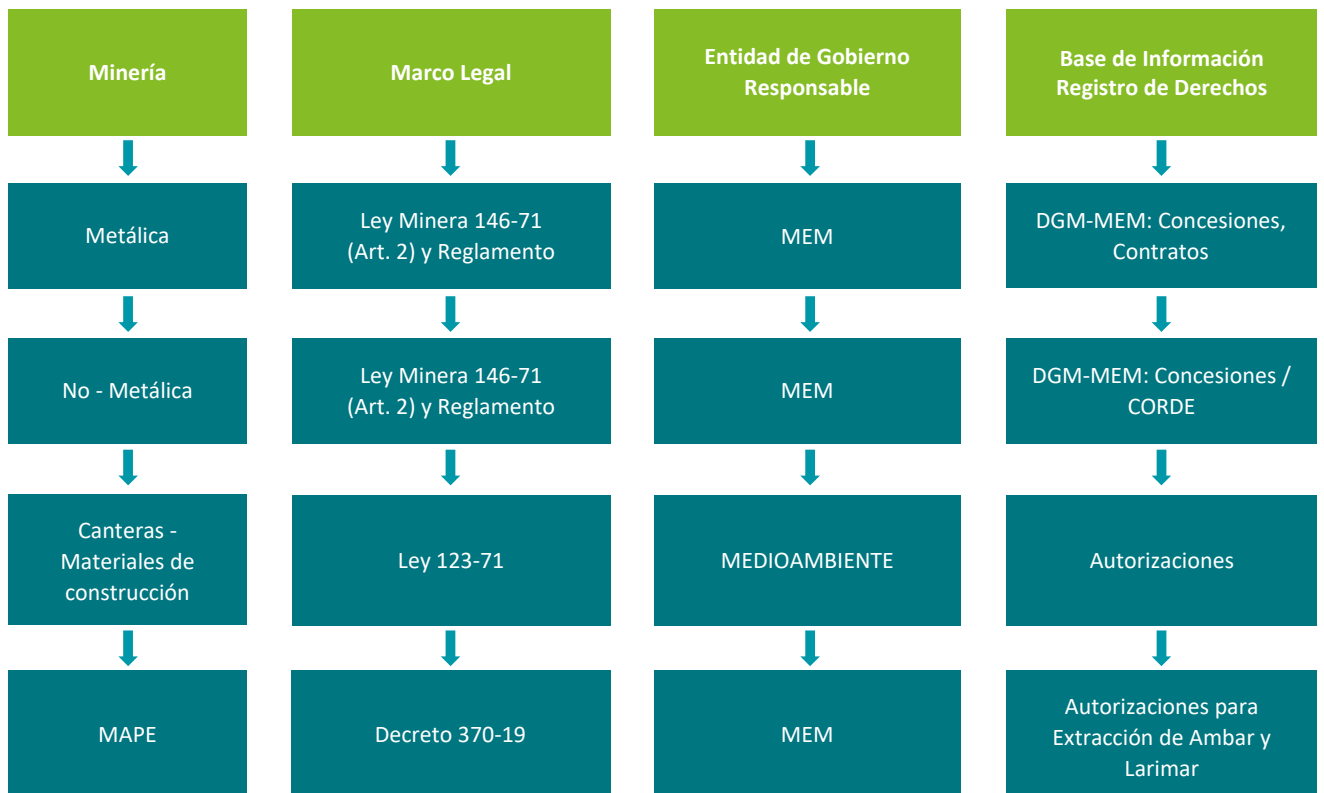 Minería
Marco Legal
Entidad de Gobierno
Responsable
Base de Información
Registro de Derechos
Metálica
Ley Minera 146-71
(Art. 2) y Reglamento
MEM
DGM-MEM: Concesiones,
Contratos
No - Metálica
Ley Minera 146-71
(Art. 2) y Reglamento
MEM
DGM-MEM: Concesiones /
CORDE
Canteras -
Materiales de
construcción
Ley 123-71
MEDIOAMBIENTE
Autorizaciones
MAPE
Decreto 370-19
MEM
Autorizaciones para
Extracción de Ambar y
Larimar